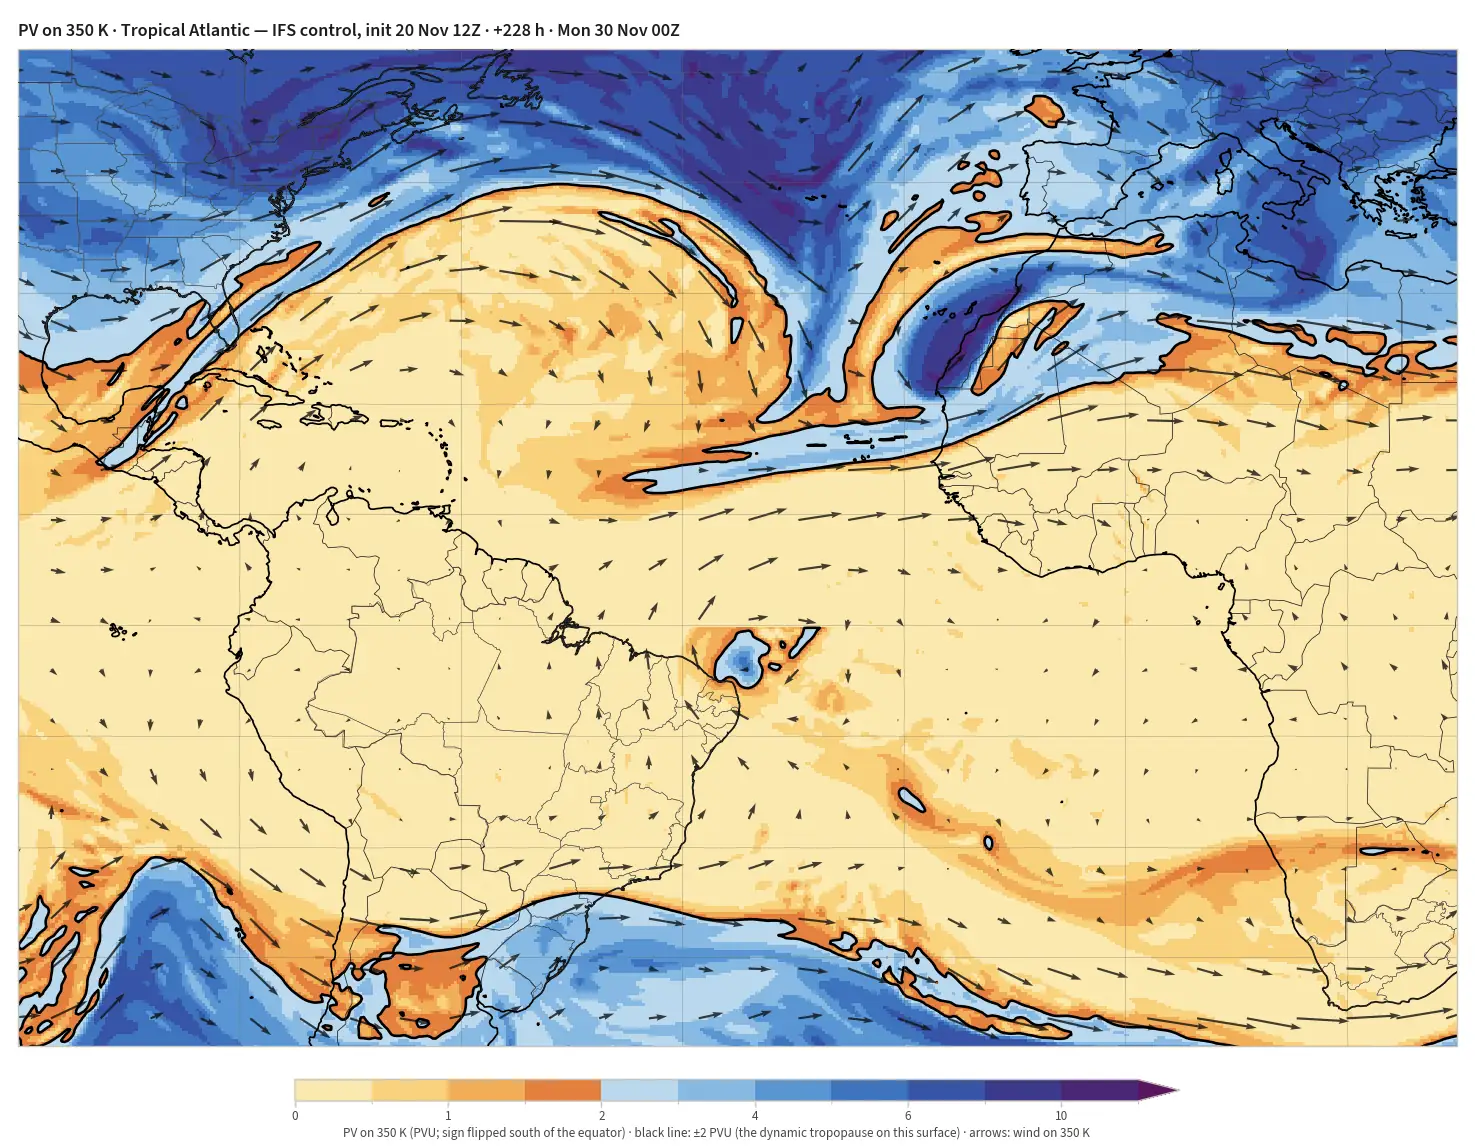 PV on 350 K · Tropical Atlantic — IFS control, init 20 Nov 12Z · +228 h · Mon 30 Nov 00Z
0 1 2 4 6 8 10
PV on 350 K (PVU; sign flipped south of the equator) · black line: ±2 PVU (the dynamic tropopause on this surface) · arrows: wind on 350 K